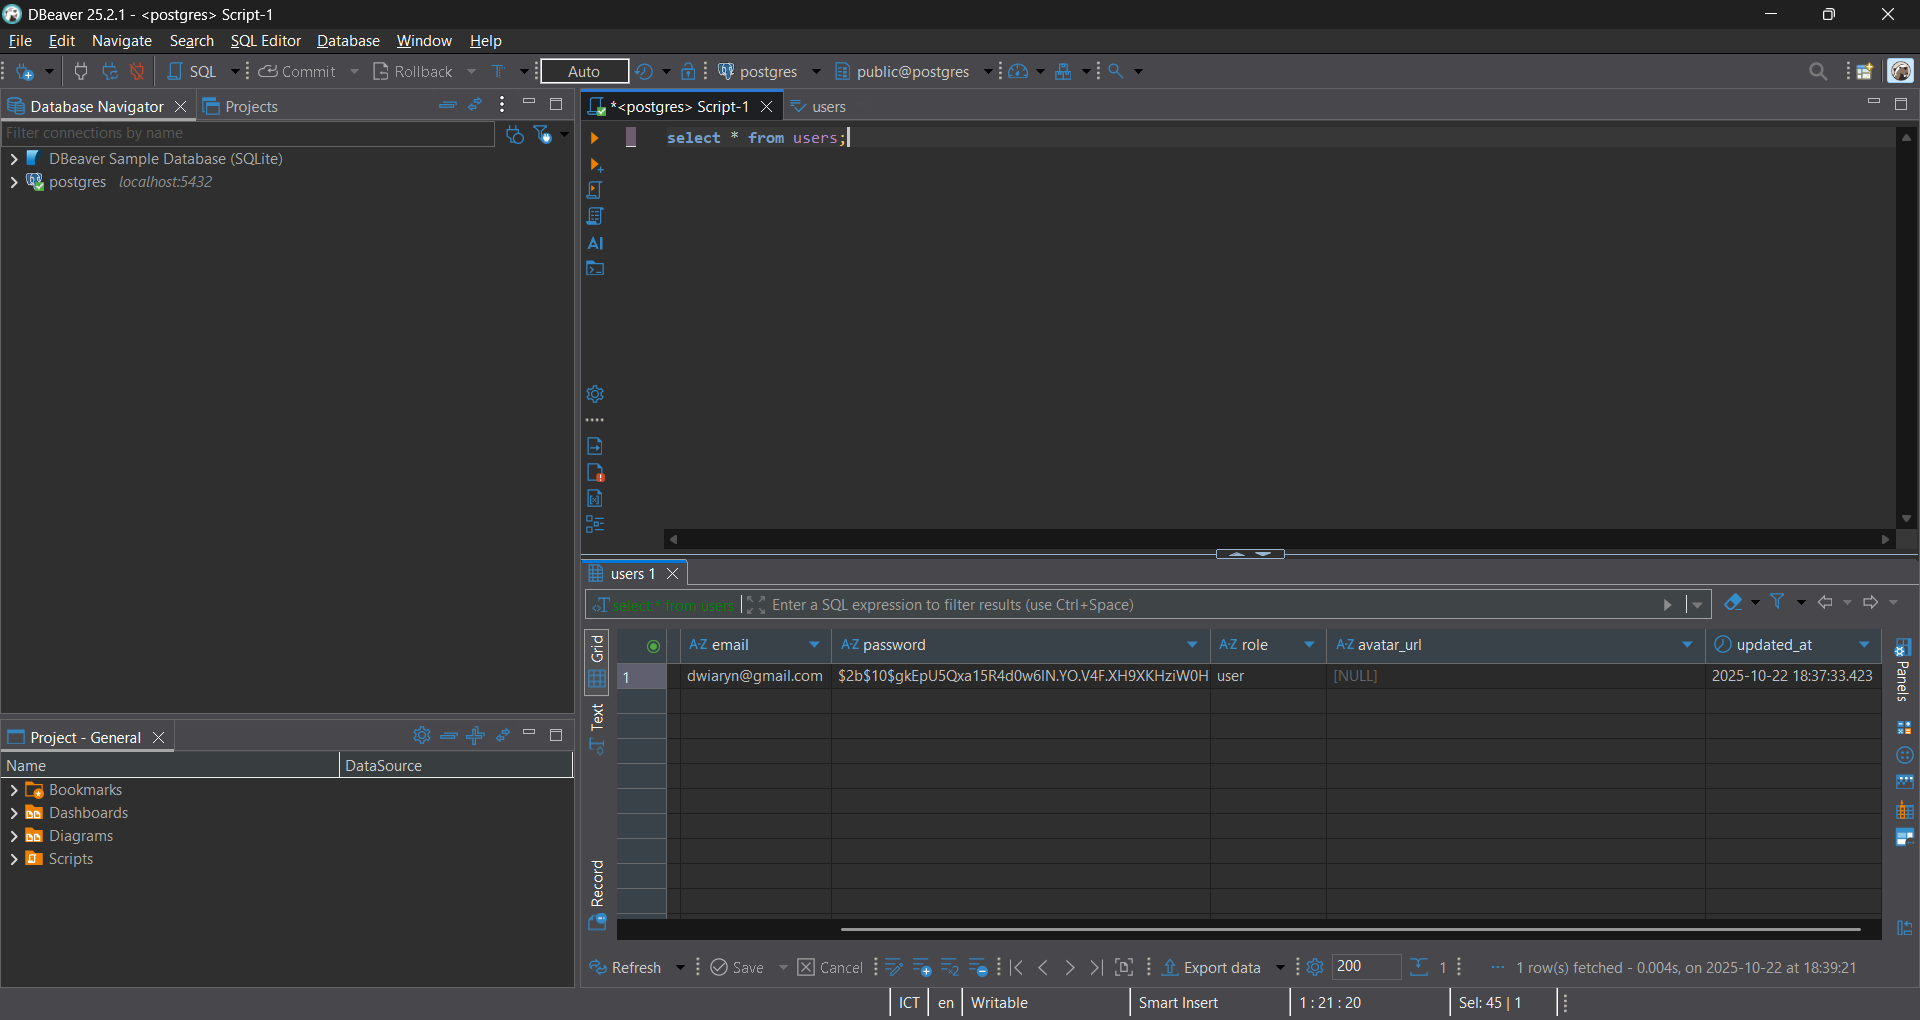 DBeaver 25.2.1 - <postgres> Script-1
File Edit Navigate Search SQL Editor Database Window Help
SQL Commit Rollback T Auto postgres public@postgres
Database Navigator Projects
*<postgres> Script-1 users
Filter connections by name
select * from users;
DBeaver Sample Database (SQLite)
postgres localhost:5432
AI
users 1
select * from users Enter a SQL expression to filter results (use Ctrl+Space)
Grid
Text
Record
A-Z email A-Z password A-Z role A-Z avatar_url updated_at
1 dwiaryn@gmail.com $2b$10$gkEpU5Qxa15R4d0w6IN.YO.V4F.XH9XKHziW0H user [NULL] 2025-10-22 18:37:33.423
Panels
Project - General
Name DataSource
Bookmarks
Dashboards
Diagrams
Scripts
Refresh Save Cancel Export data 200 1 ... 1 row(s) fetched - 0.004s, on 2025-10-22 at 18:39:21
ICT en Writable Smart Insert 1 : 21 : 20 Sel: 45 | 1